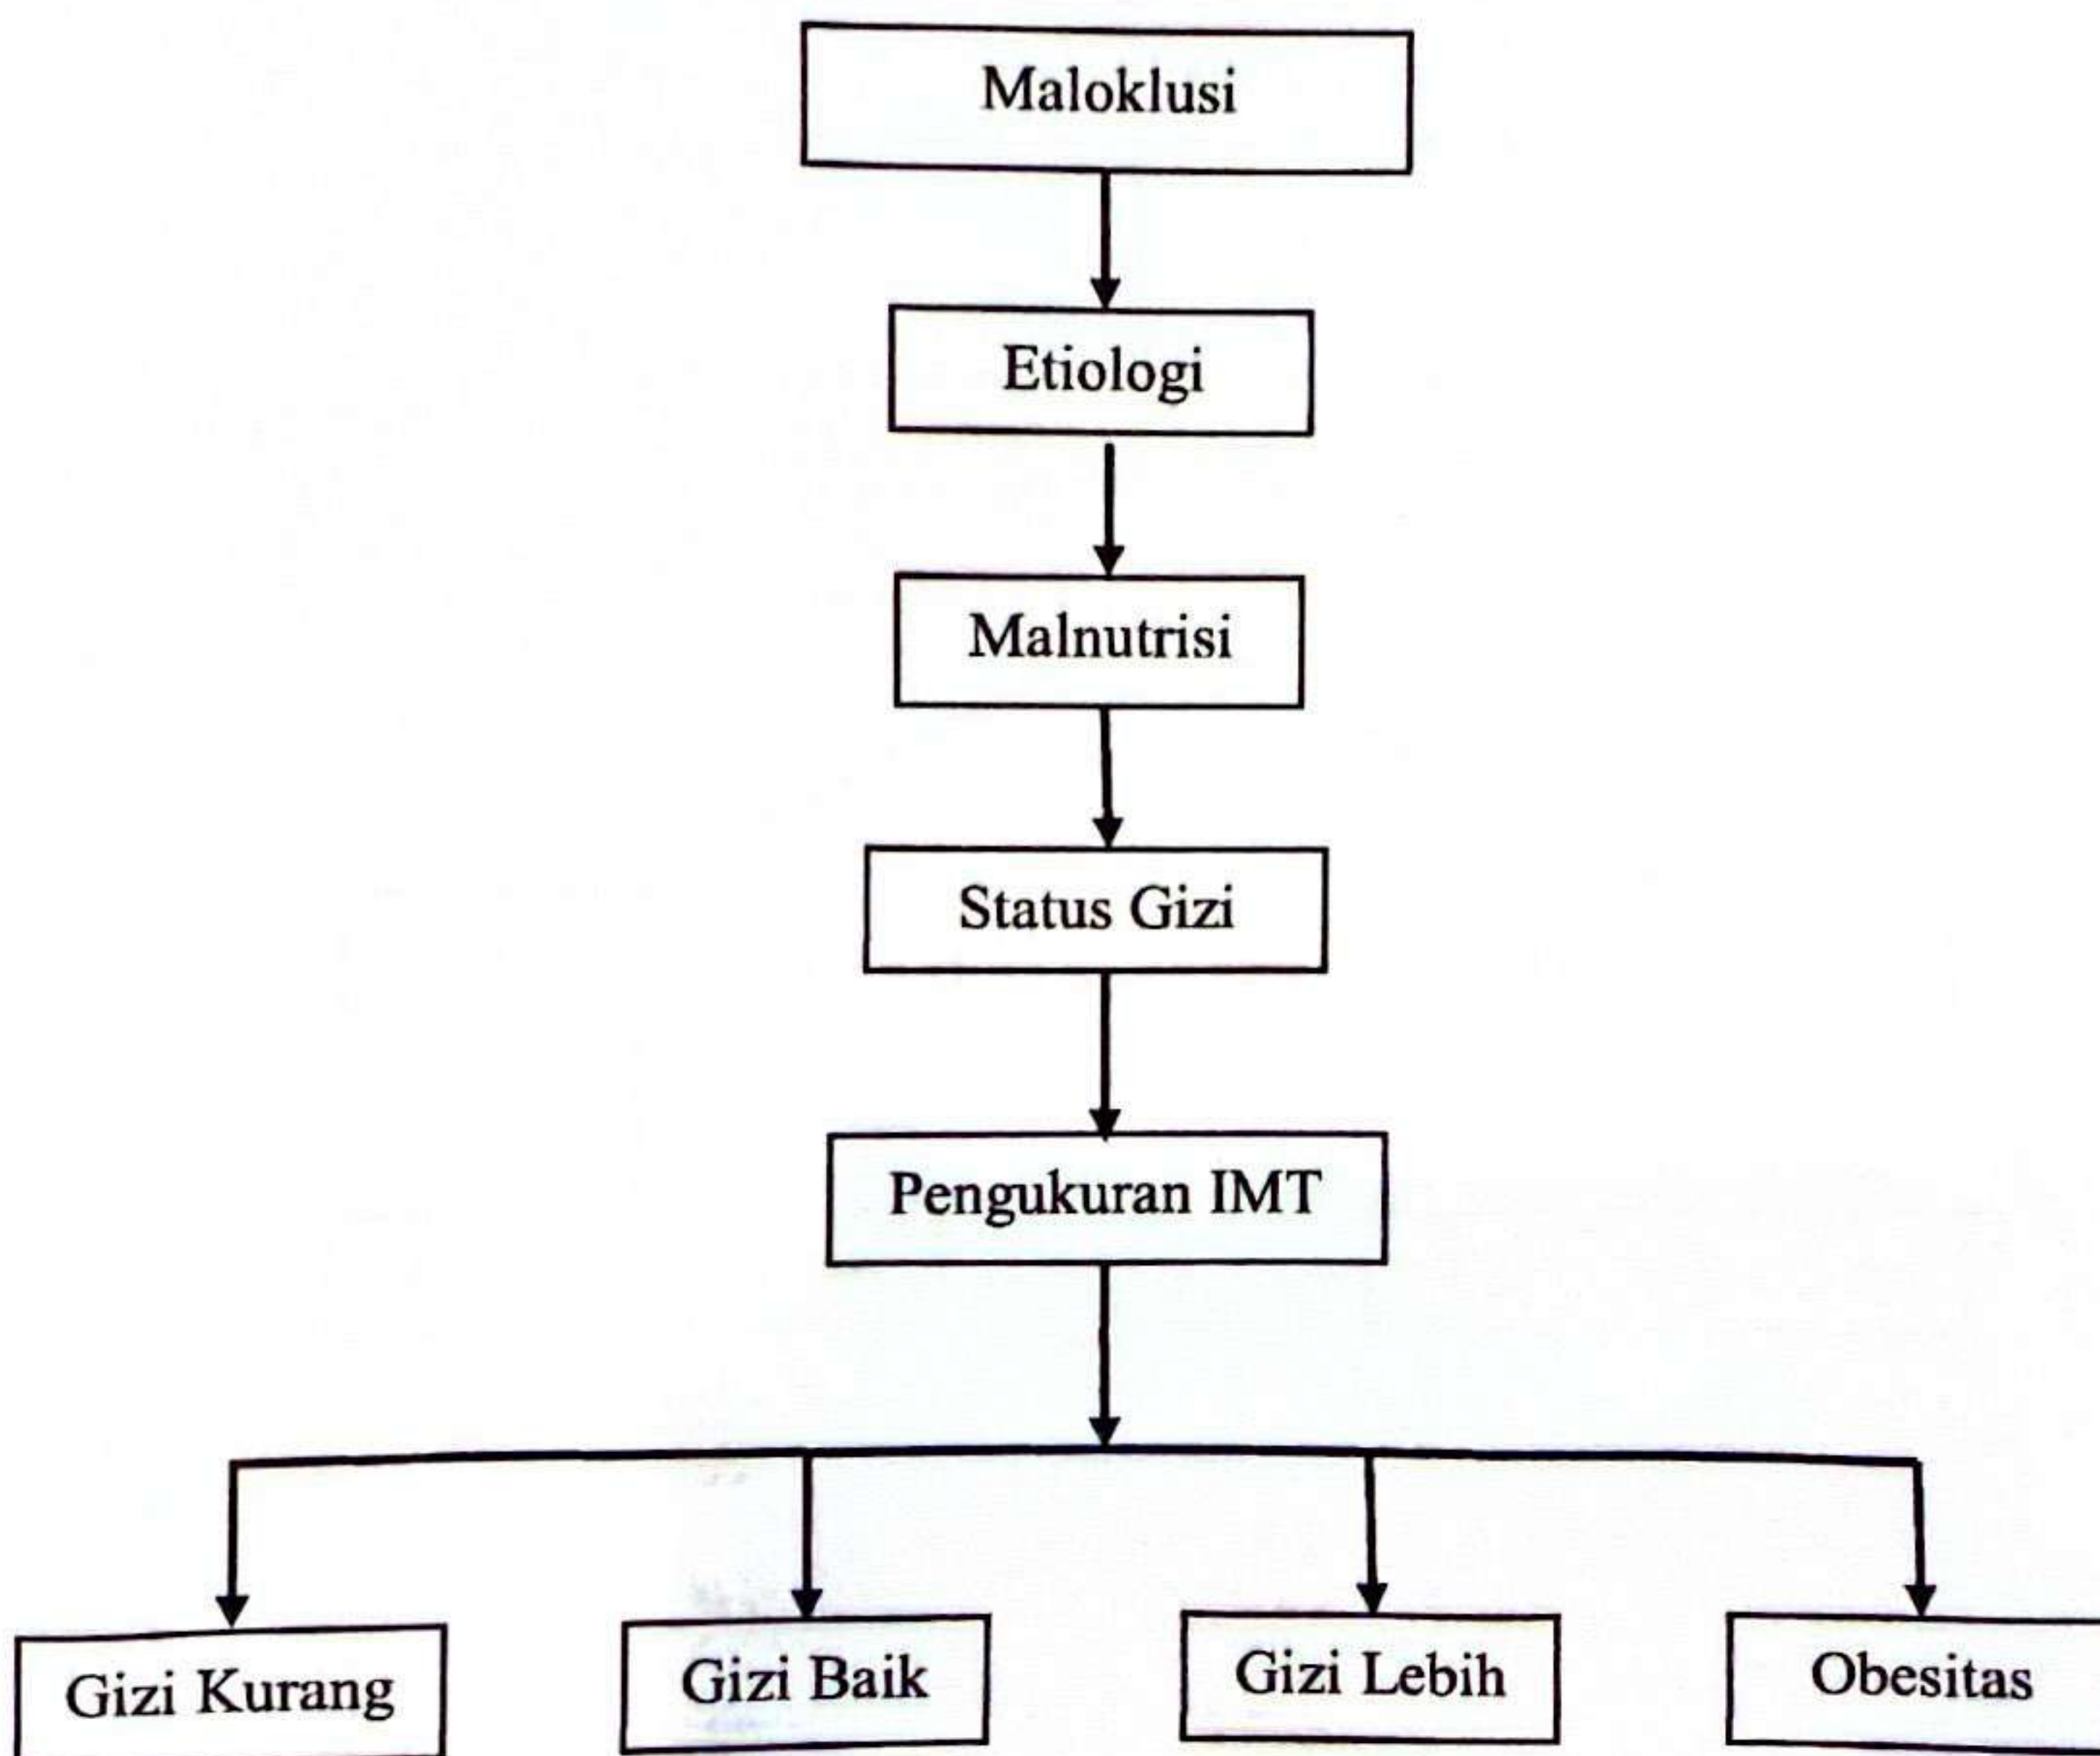 Maloklusi
Etiologi
Malnutrisi
Status Gizi
Pengukuran IMT
Gizi Kurang
Gizi Baik
Gizi Lebih
Obesitas